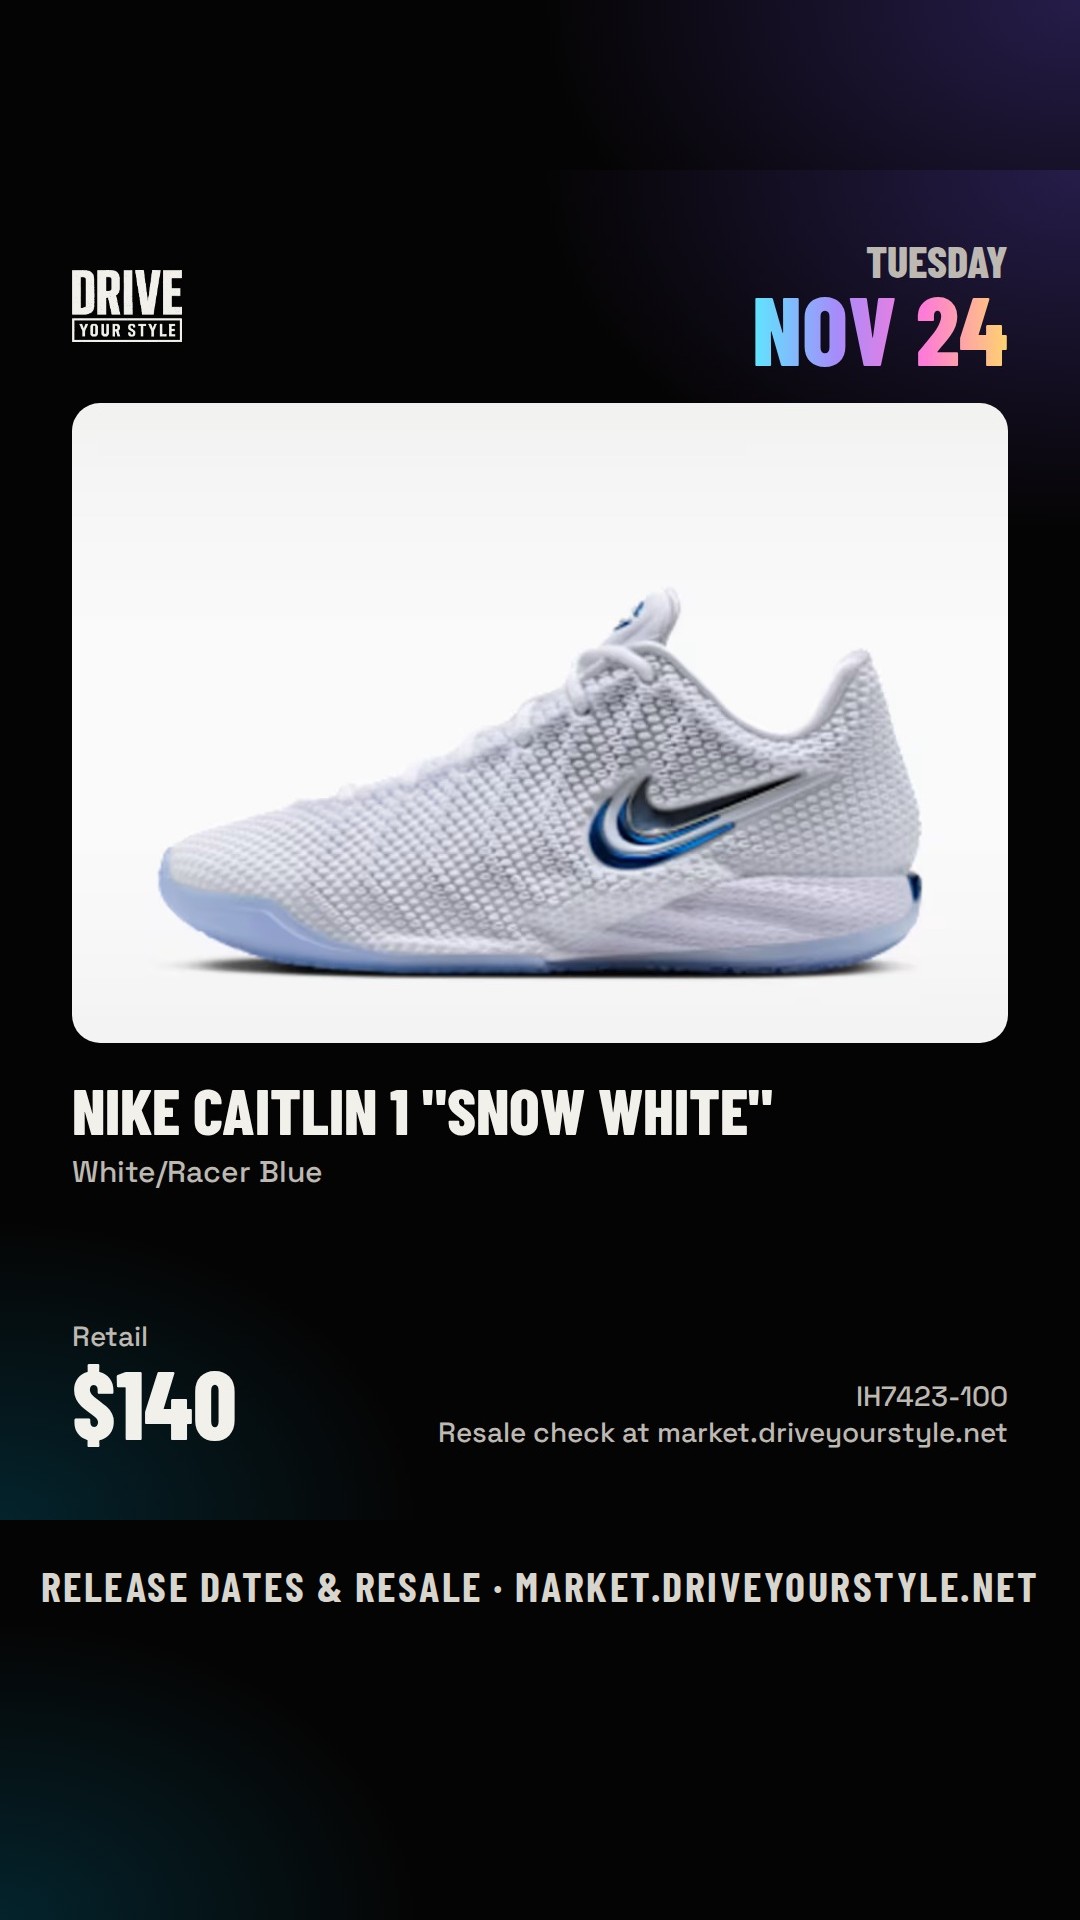 DRIVE
YOUR STYLE
TUESDAY
NOV 24
NIKE CAITLIN 1 "SNOW WHITE"
White/Racer Blue
Retail
$140
IH7423-100
Resale check at market.driveyourstyle.net
RELEASE DATES & RESALE · MARKET.DRIVEYOURSTYLE.NET